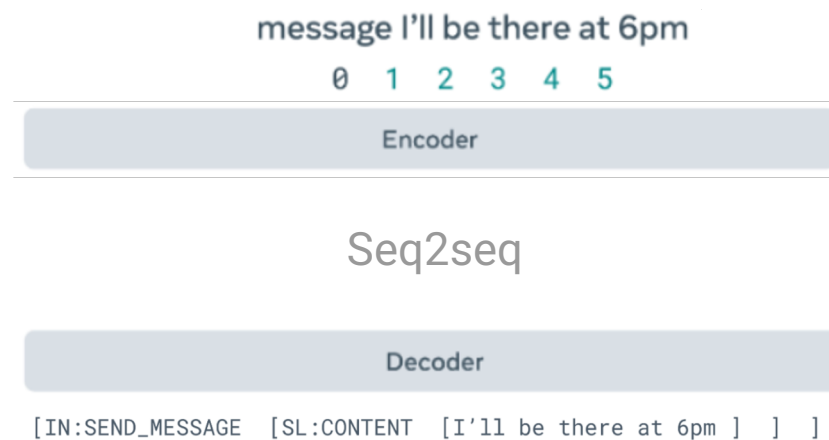 message I’ll be there at 6pm
0 1 2 3 4 5
Encoder
Seq2seq
Decoder
[IN:SEND_MESSAGE [SL:CONTENT [I’ll be there at 6pm ] ] ]